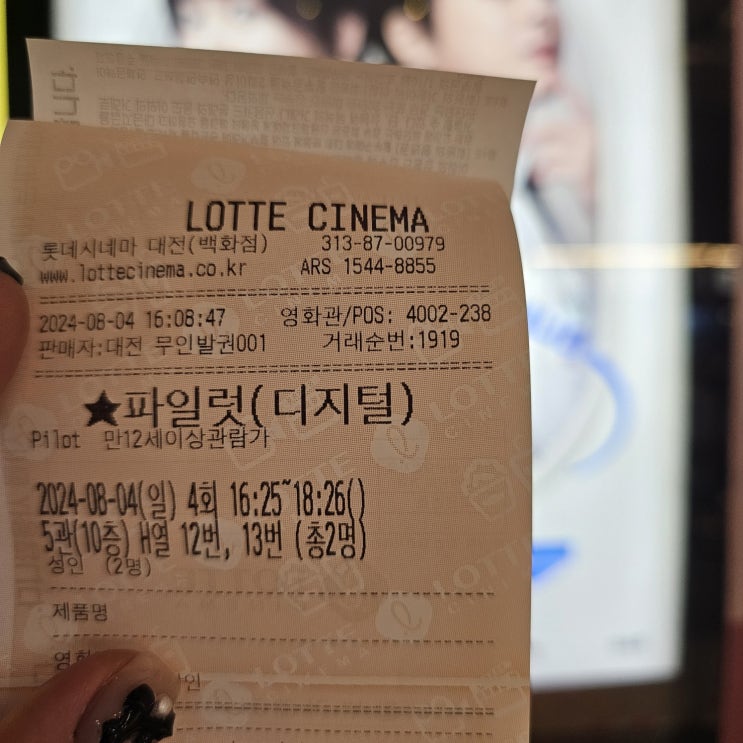 LOTTE CINEMA
롯데시네마 대전(백화점) 313-87-00979
www.lottecinema.co.kr ARS 1544-8855
2024-08-04 16:08:47 영화관/POS: 4002-238
판매자:대전 무인발권001 거래순번:1919
★파일럿(디지털)
Pilot 만12세이상관람가
2024-08-04(일) 4회 16:25~18:26()
5관(10층) H열 12번, 13번 (총2명)
성인 (2명)
제품명